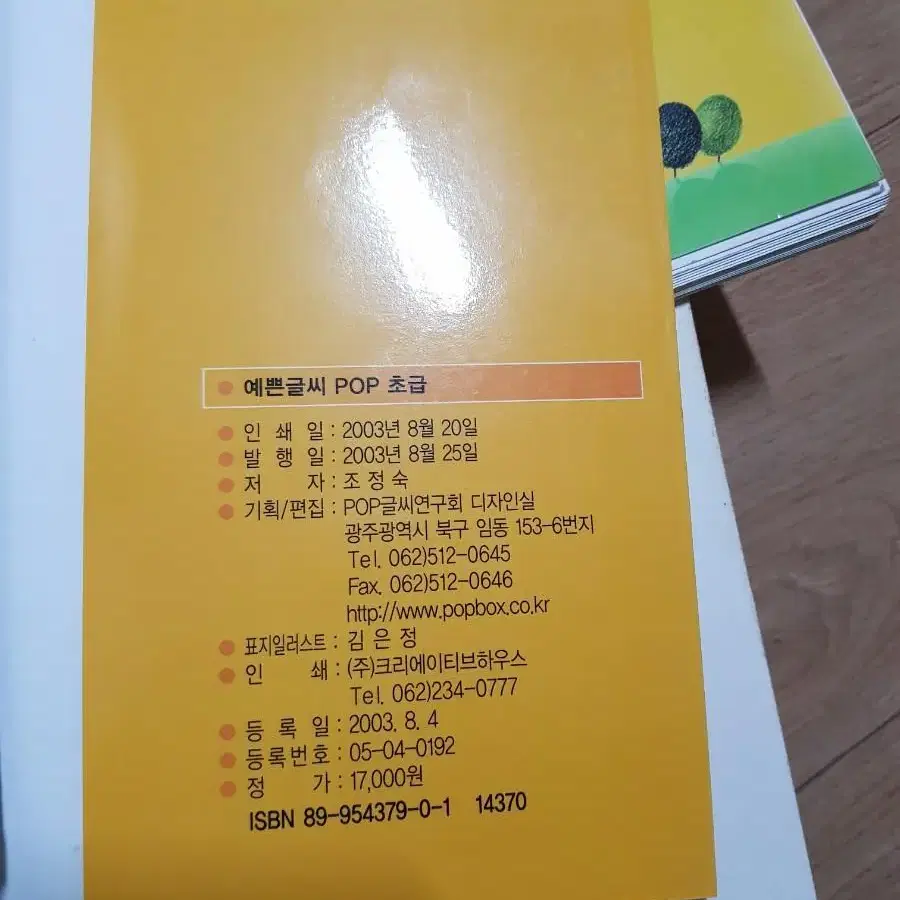 예쁜글씨 POP 초급
인 쇄 일 : 2003년 8월 20일
발 행 일 : 2003년 8월 25일
저 자 : 조 정 숙
기획/편집 : POP글씨연구회 디자인실
광주광역시 북구 임동 153-6번지
Tel. 062)512-0645
Fax. 062)512-0646
http://www.popbox.co.kr
표지일러스트 : 김 은 정
인 쇄 : (주)크리에이티브하우스
Tel. 062)234-0777
등 록 일 : 2003. 8. 4
등록번호 : 05-04-0192
정 가 : 17,000원
ISBN 89-954379-0-1 14370